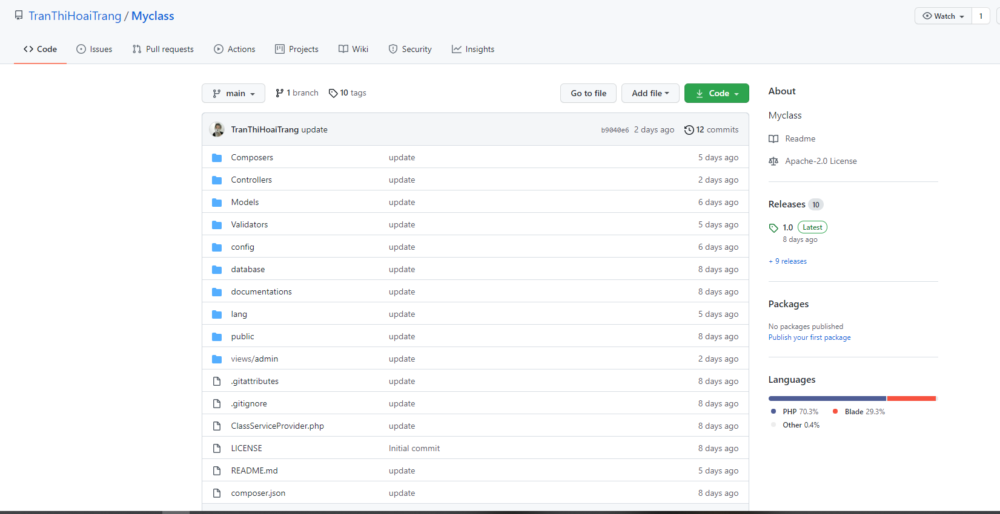 TranThiHoaiTrang / Myclass
Watch 1
Code Issues Pull requests Actions Projects Wiki Security Insights
main 1 branch 10 tags Go to file Add file Code
TranThiHoaiTrang update b9040e6 2 days ago 12 commits
Composers update 5 days ago
Controllers update 2 days ago
Models update 6 days ago
Validators update 5 days ago
config update 6 days ago
database update 8 days ago
documentations update 8 days ago
lang update 5 days ago
public update 8 days ago
views/admin update 2 days ago
.gitattributes update 8 days ago
.gitignore update 8 days ago
ClassServiceProvider.php update 8 days ago
LICENSE Initial commit 8 days ago
README.md update 5 days ago
composer.json update 8 days ago
About
Myclass
Readme
Apache-2.0 License
Releases 10
1.0 Latest
8 days ago
+ 9 releases
Packages
No packages published
Publish your first package
Languages
PHP 70.3% Blade 29.3%
Other 0.4%